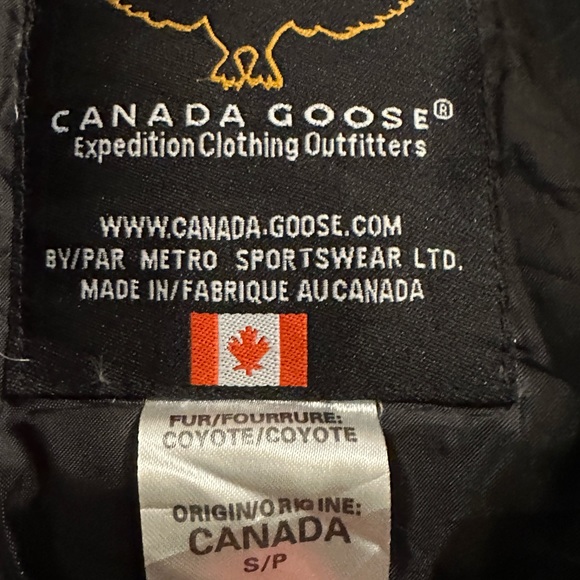 CANADA GOOSE®
Expedition Clothing Outfitters
WWW.CANADA-GOOSE.COM
BY/PAR METRO SPORTSWEAR LTD.
MADE IN/FABRIQUE AU CANADA
FUR/FOURRURE:
COYOTE/COYOTE
ORIGIN/ORIGINE:
CANADA
S/P